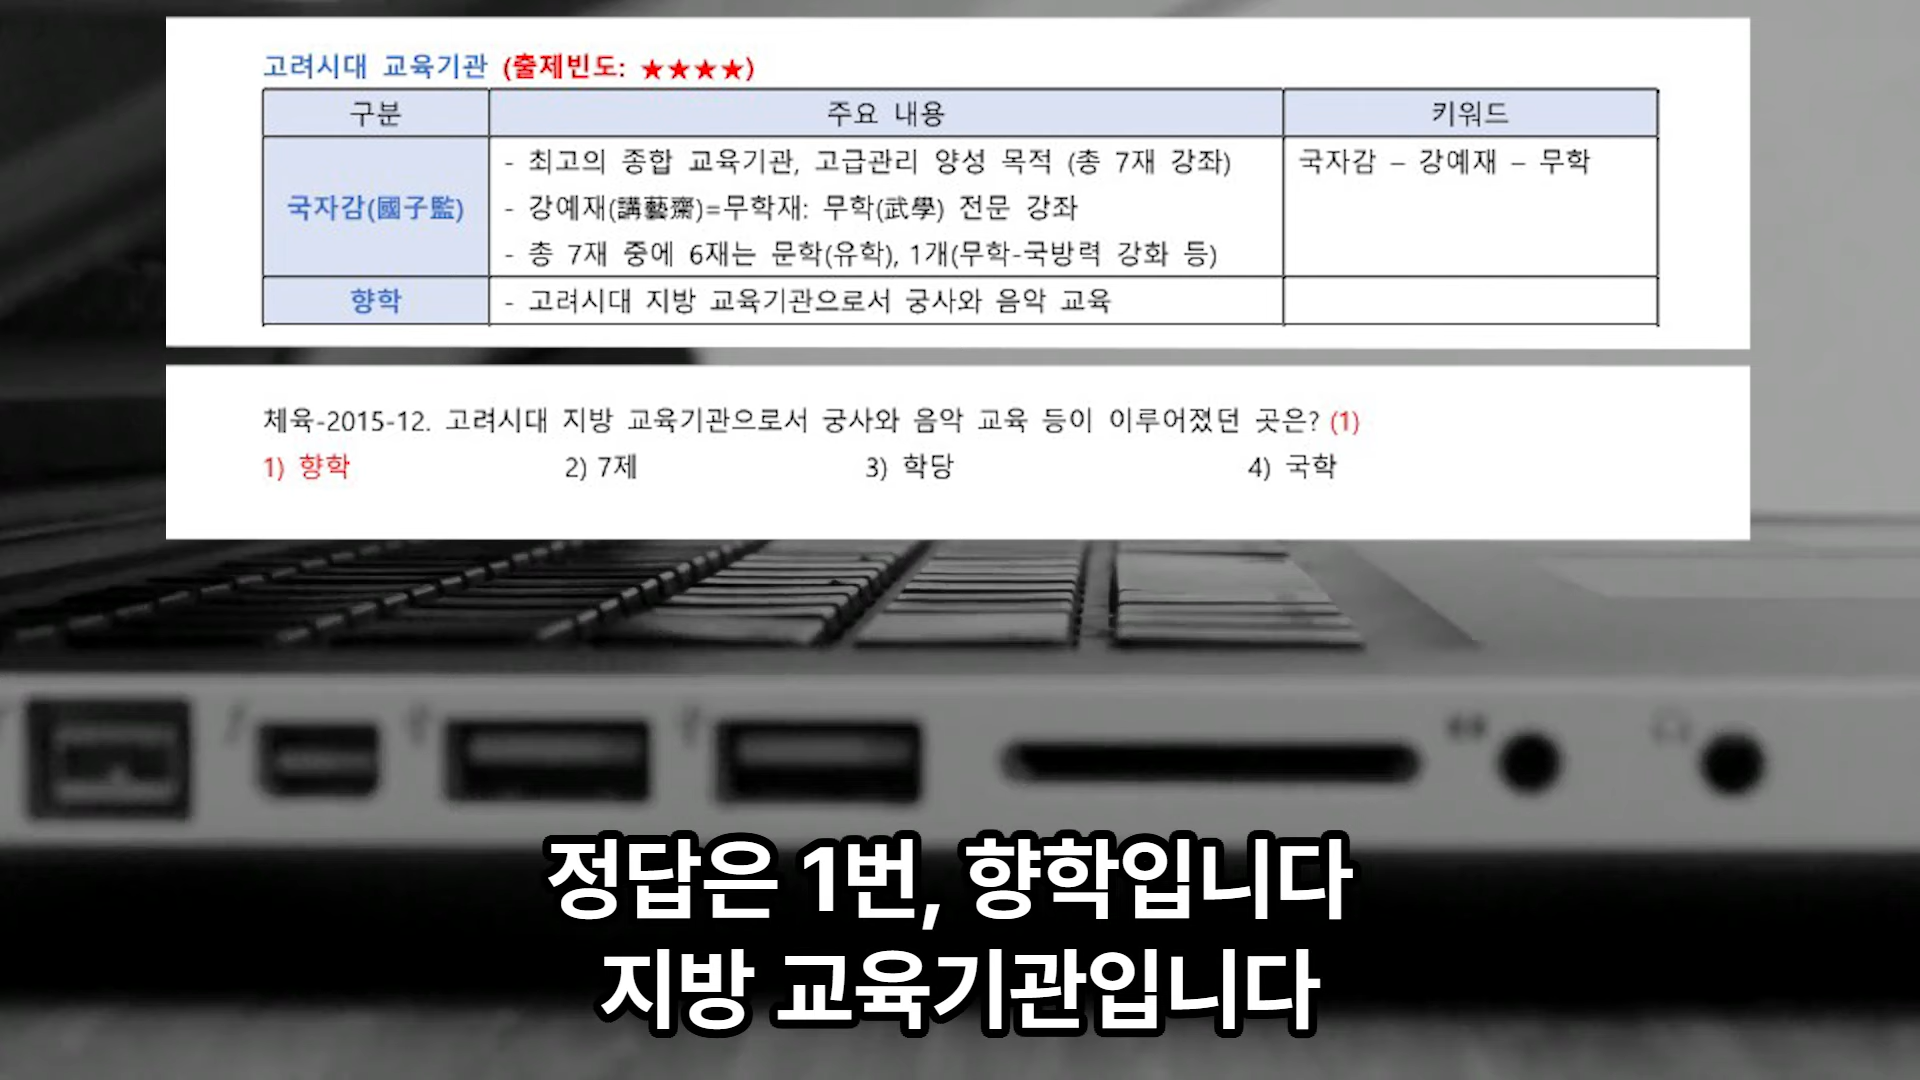 고려시대 교육기관 (출제빈도: ★★★★)
구분 주요 내용 키워드
국자감(國子監)
- 최고의 종합 교육기관, 고급관리 양성 목적 (총 7재 강좌)
- 강예재(講藝齋)=무학재: 무학(武學) 전문 강좌
- 총 7재 중에 6재는 문학(유학), 1개(무학-국방력 강화 등)
국자감 – 강예재 – 무학
향학 - 고려시대 지방 교육기관으로서 궁사와 음악 교육
체육-2015-12. 고려시대 지방 교육기관으로서 궁사와 음악 교육 등이 이루어졌던 곳은? (1)
1) 향학 2) 7제 3) 학당 4) 국학
정답은 1번, 향학입니다
지방 교육기관입니다